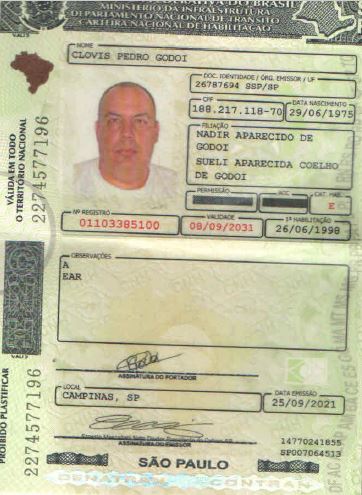 MINISTÉRIO DA INFRAESTRUTURA
DEPARTAMENTO NACIONAL DE TRÂNSITO
CARTEIRA NACIONAL DE HABILITAÇÃO
NOME
CLOVIS PEDRO GODOI
DOC. IDENTIDADE / ÓRG. EMISSOR / UF
26787694 SSP/SP
CPF
188.217.118-70
DATA NASCIMENTO
29/06/1975
FILIAÇÃO
NADIR APARECIDO DE
GODOI
SUELI APARECIDA COELHO
DE GODOI
PERMISSÃO
ACC
CAT. HAB.
E
Nº REGISTRO
01103385100
VALIDADE
08/09/2031
1ª HABILITAÇÃO
26/06/1998
VÁLIDA EM TODO
O TERRITÓRIO NACIONAL
2274577196
OBSERVAÇÕES
A
EAR
ASSINATURA DO PORTADOR
LOCAL
CAMPINAS, SP
DATA EMISSÃO
25/09/2021
ASSINATURA DO EMISSOR
14770241855
SP007064513
PROIBIDO PLASTIFICAR
2274577196
SÃO PAULO
DENATRAN
CONTRAN